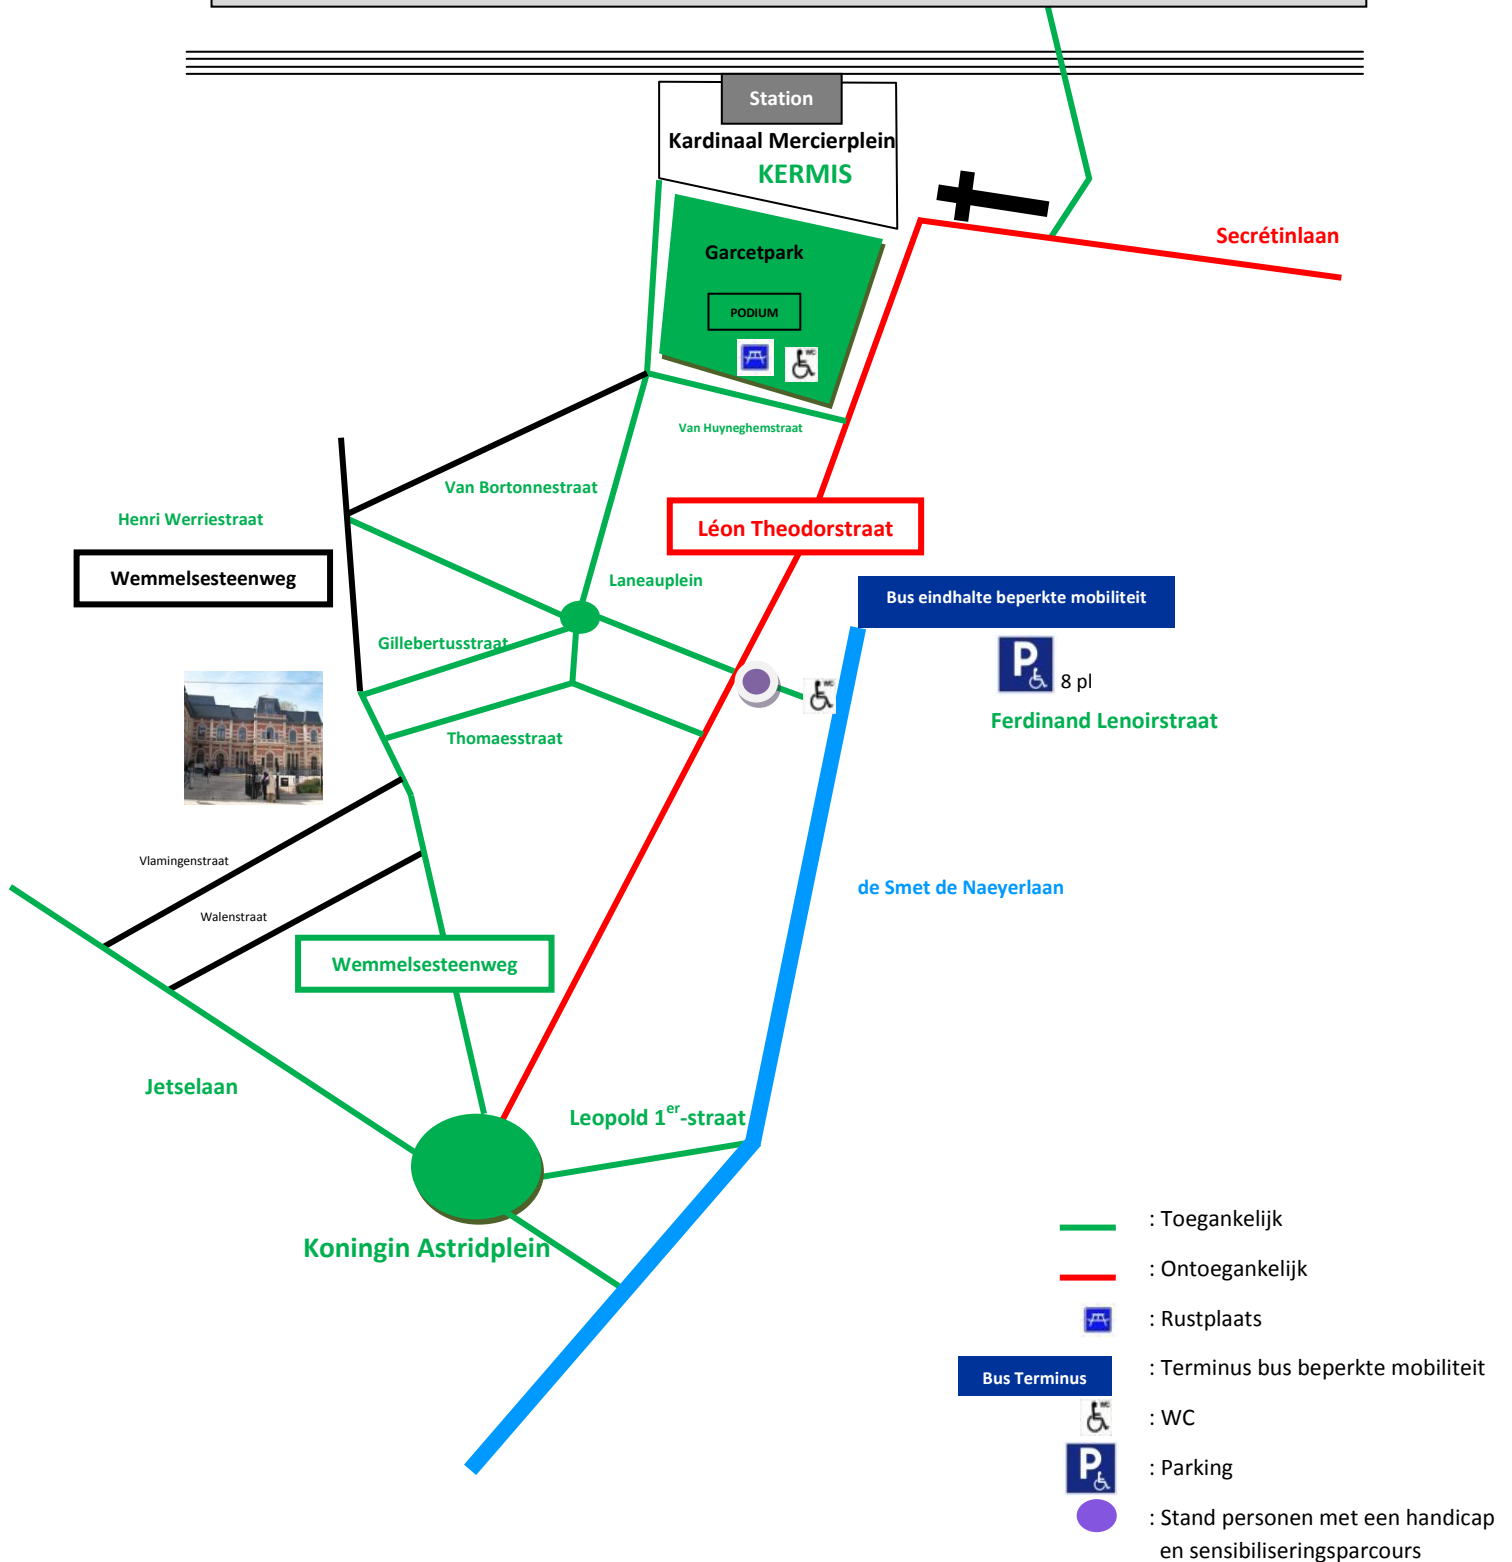 Station
Kardinaal Mercierplein
KERMIS
Secrétinlaan
Garcetpark
PODIUM
WC
Van Huyneghemstraat
Van Bortonnestraat
Henri Werriestraat
Léon Theodorstraat
Wemmelsesteenweg
Laneauplein
Bus eindhalte beperkte mobiliteit
Gillebertusstraat
P
8 pl
WC
Ferdinand Lenoirstraat
Thomaesstraat
Vlamingenstraat
de Smet de Naeyerlaan
Walenstraat
Wemmelsesteenweg
Jetselaan
Leopold 1er-straat
Koningin Astridplein
: Toegankelijk
: Ontoegankelijk
: Rustplaats
Bus Terminus : Terminus bus beperkte mobiliteit
WC : WC
P : Parking
: Stand personen met een handicap
en sensibiliseringsparcours